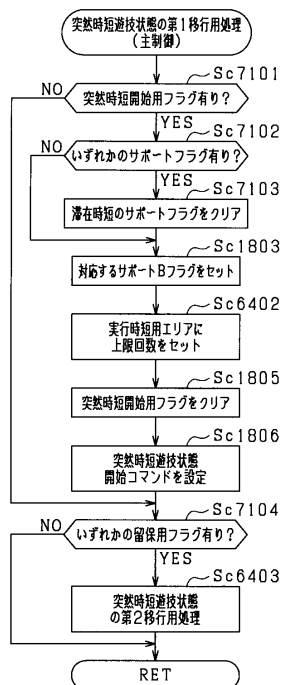 突然時短遊技状態の第1移行用処理
(主制御)
Sc7101
NO
突然時短開始用フラグ有り?
YES
Sc7102
NO
いずれかのサポートフラグ有り?
YES
Sc7103
滞在時短のサポートフラグをクリア
Sc1803
対応するサポートBフラグをセット
Sc6402
実行時短用エリアに
上限回数をセット
Sc1805
突然時短開始用フラグをクリア
Sc1806
突然時短遊技状態
開始コマンドを設定
Sc7104
NO
いずれかの留保用フラグ有り?
YES
Sc6403
突然時短遊技状態
の第2移行用処理
RET